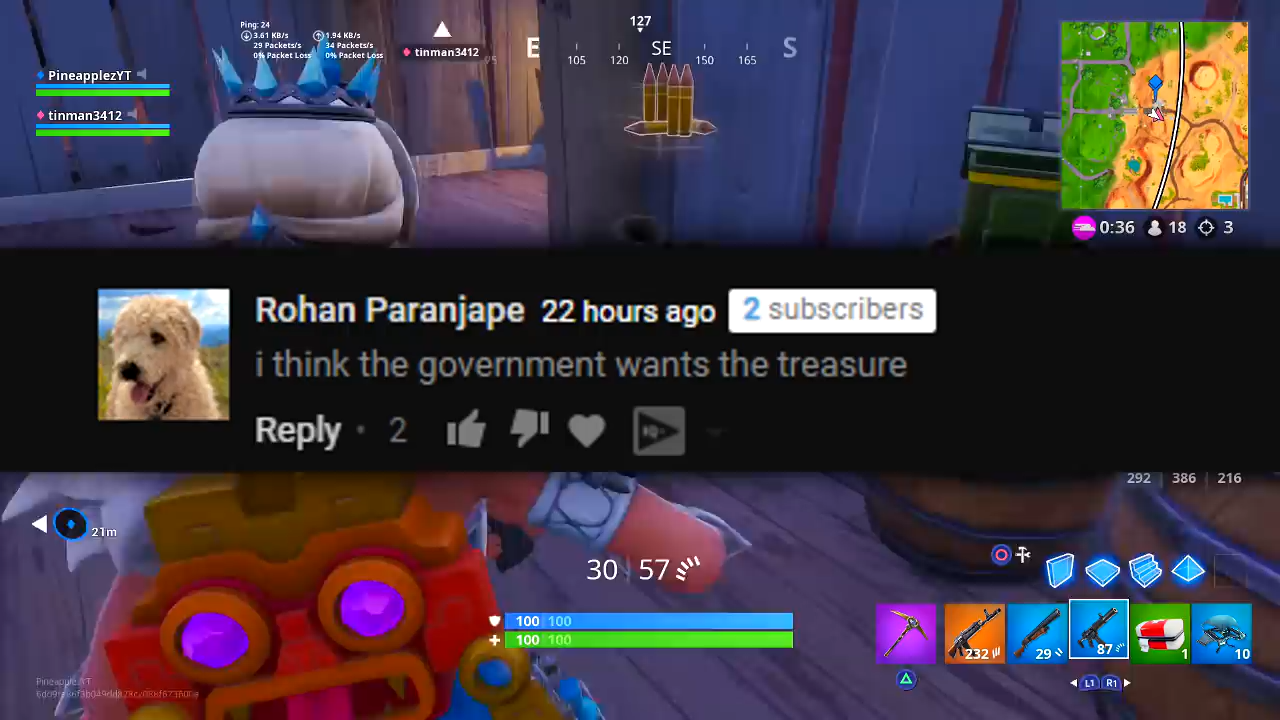 Ping: 24
3.61 KB/s 1.94 KB/s
29 Packets/s 34 Packets/s
0% Packet Loss 0% Packet Loss
tinman3412
127
E SE S
105 120 150 165
PineapplezYT
tinman3412
0:36 18 3
Rohan Paranjape 22 hours ago 2 subscribers
i think the government wants the treasure
Reply · 2
292 | 386 | 216
21m
30 57
100 100
100 100
232 29 87 1 10
L1 R1